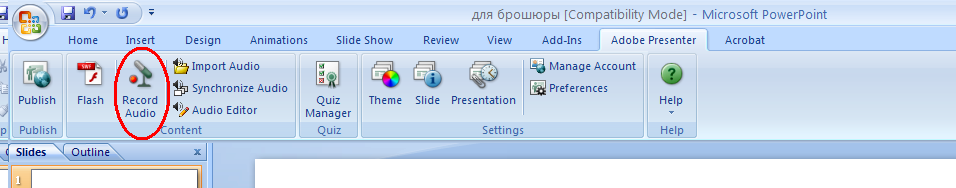 для брошюры [Compatibility Mode] - Microsoft PowerPoint
Home Insert Design Animations Slide Show Review View Add-Ins Adobe Presenter Acrobat
Publish
SWF
Flash
Record Audio
Import Audio
Synchronize Audio
Audio Editor
Quiz Manager
Theme
Slide
Presentation
Manage Account
Preferences
Help
Publish Content Quiz Settings Help
Slides Outline x
1